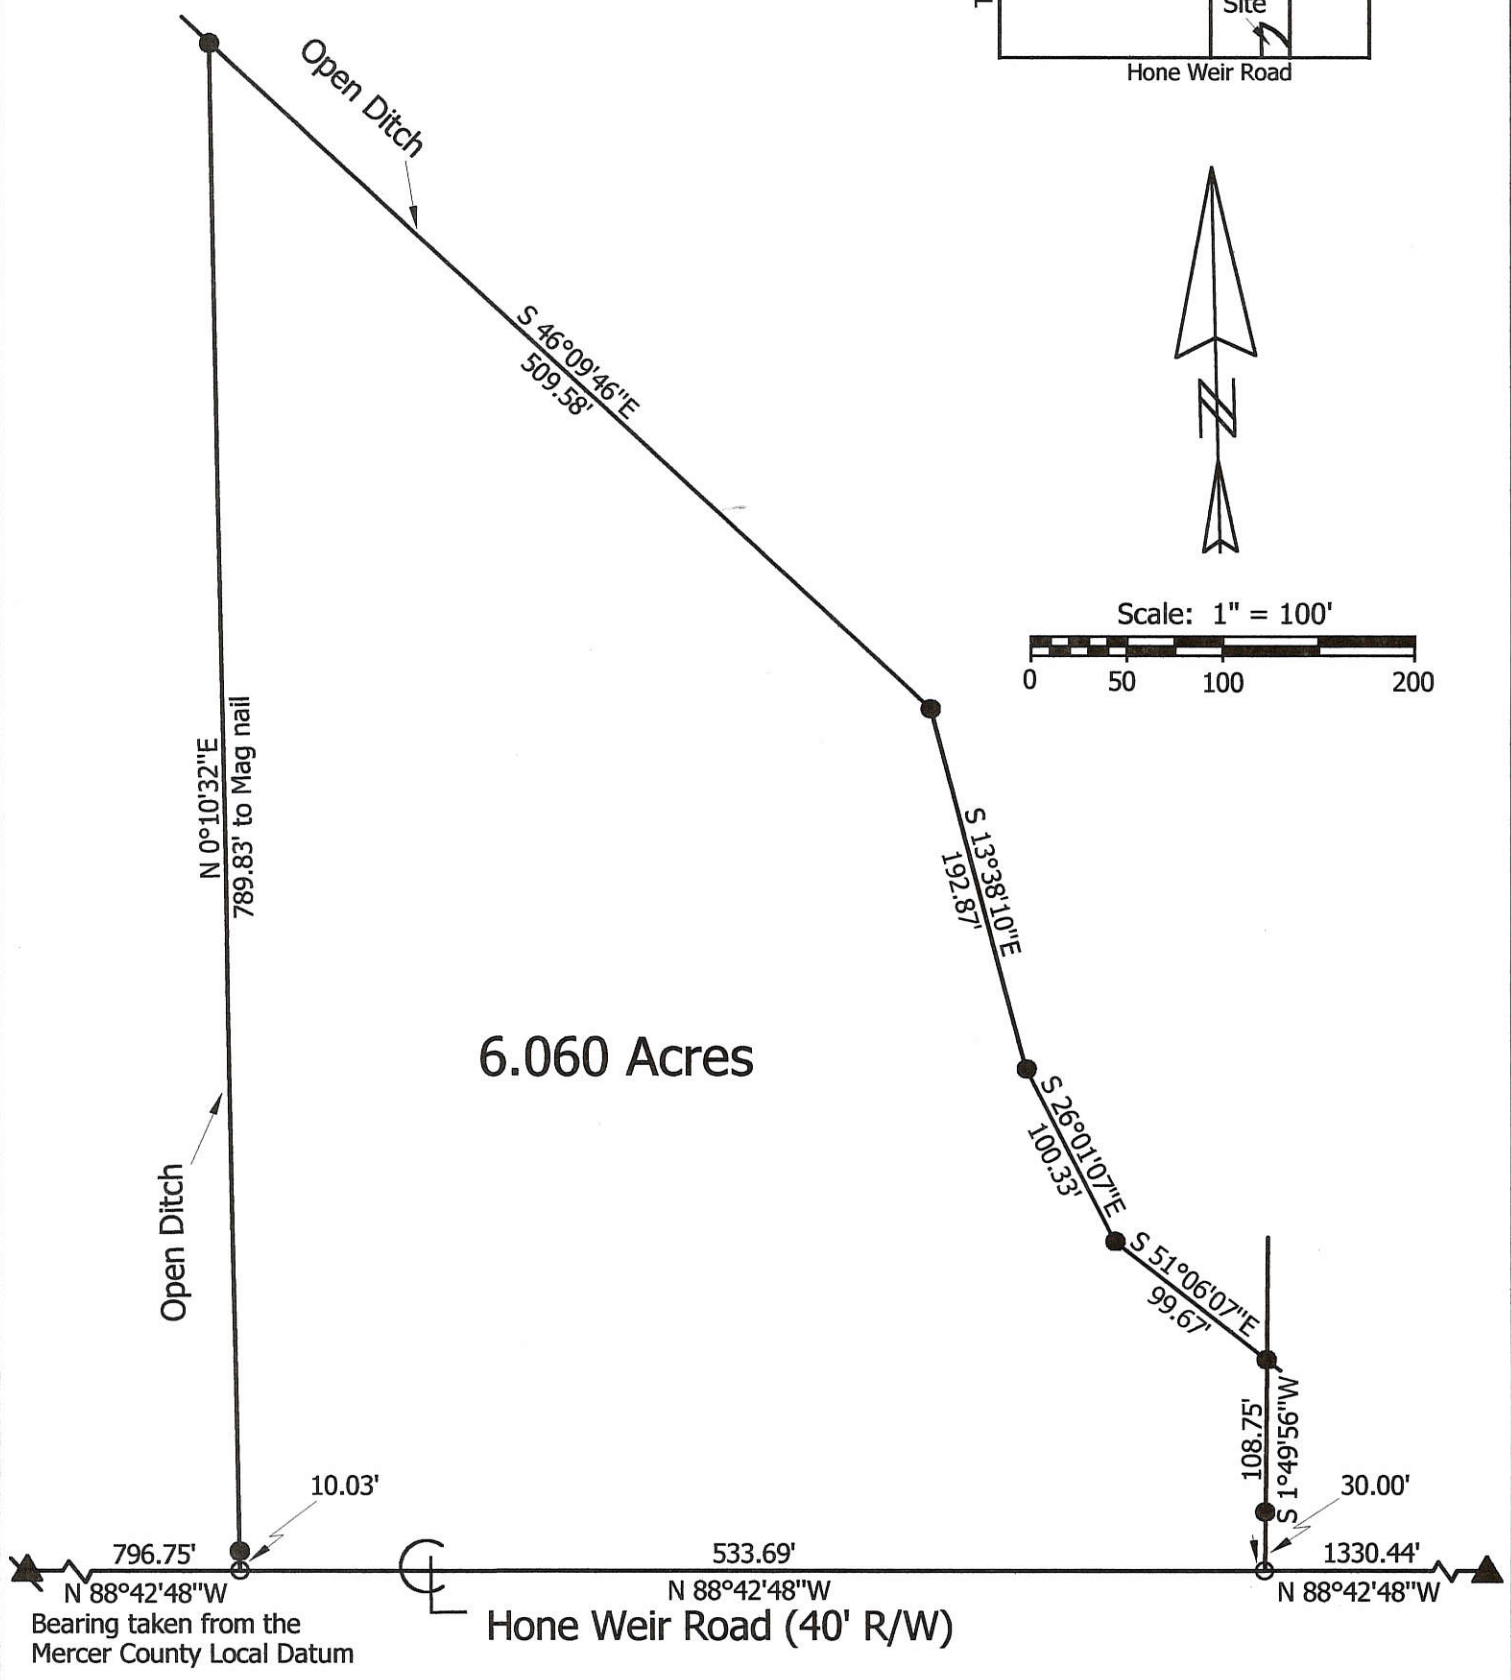 Site
Hone Weir Road
Open Ditch
N
S 46°09'46"E
509.58'
Scale: 1" = 100'
0 50 100 200
N 0°10'32"E
789.83' to Mag nail
S 13°38'10"E
192.87'
6.060 Acres
S 26°01'07"E
100.33'
Open Ditch
S 51°06'07"E
99.67'
108.75'
S 1°49'56"W
10.03'
30.00'
796.75'
533.69'
1330.44'
N 88°42'48"W
N 88°42'48"W
N 88°42'48"W
Bearing taken from the
Mercer County Local Datum
CL
Hone Weir Road (40' R/W)